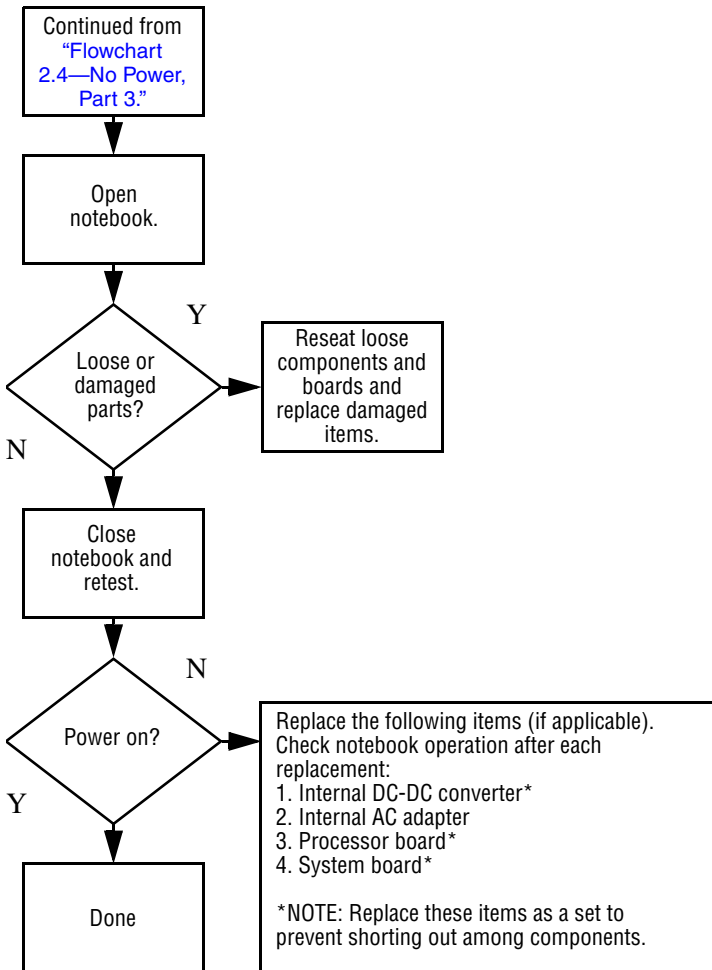 Continued from
“Flowchart
2.4—No Power,
Part 3.”
Open
notebook.
Y
Loose or
damaged
parts?
Reseat loose
components and
boards and
replace damaged
items.
N
Close
notebook and
retest.
N
Power on?
Replace the following items (if applicable).
Check notebook operation after each
replacement:
1. Internal DC-DC converter*
2. Internal AC adapter
3. Processor board*
4. System board*
*NOTE: Replace these items as a set to
prevent shorting out among components.
Y
Done